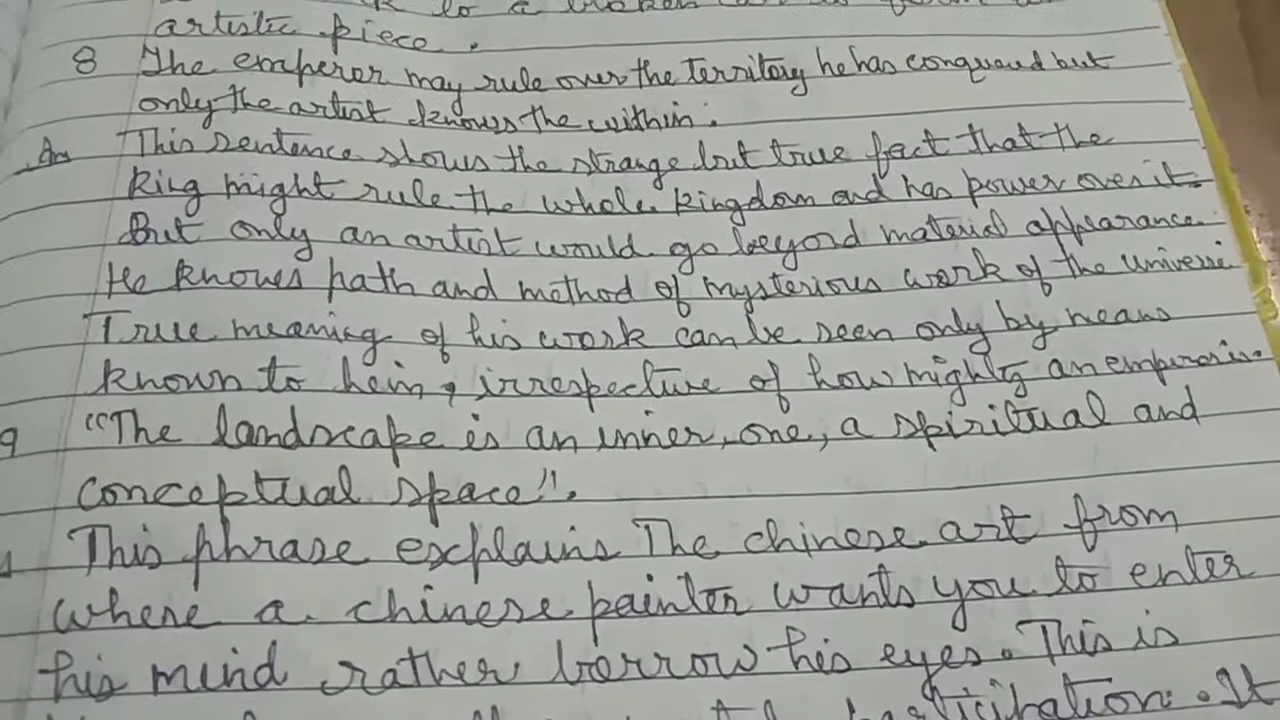 to a
artistic piece.
8 The emperor may rule over the territory he has conquered but
only the artist knows the within.
Ans This sentence shows the strange but true fact that the
King might rule the whole kingdom and has power over it.
But only an artist would go beyond material appearance.
He knows path and method of mysterious work of the universe
True meaning of his work can be seen only by means
known to him, irrespective of how mighty an emperor is.
9 "The landscape is an inner, one, a spiritual and
conceptual space".
This phrase explains The chinese art from
where a chinese painter wants you to enter
his mind rather borrow his eyes. This is
participation. It